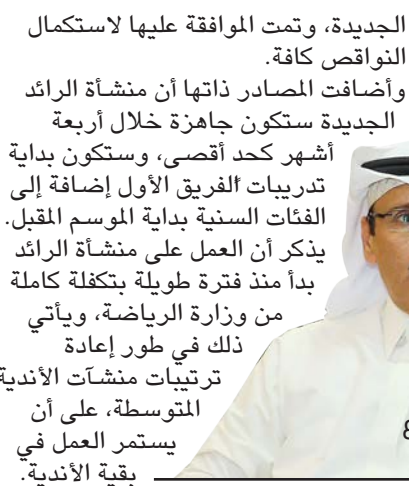 الجديدة، وتمت الموافقة عليها لاستكمال
النواقص كافة.
وأضافت المصادر ذاتها أن منشأة الرائد
الجديدة ستكون جاهزة خلال أربعة
أشهر كحد أقصى، وستكون بداية
تدريبات الفريق الأول إضافة إلى
الفئات السنية بداية الموسم المقبل.
يذكر أن العمل على منشأة الرائد
بدأ منذ فترة طويلة بتكفلة كاملة
من وزارة الرياضة، ويأتي
ذلك في طور إعادة
ترتيبات منشآت الأندية
المتوسطة، على أن
يستمر العمل في
بقية الأندية.